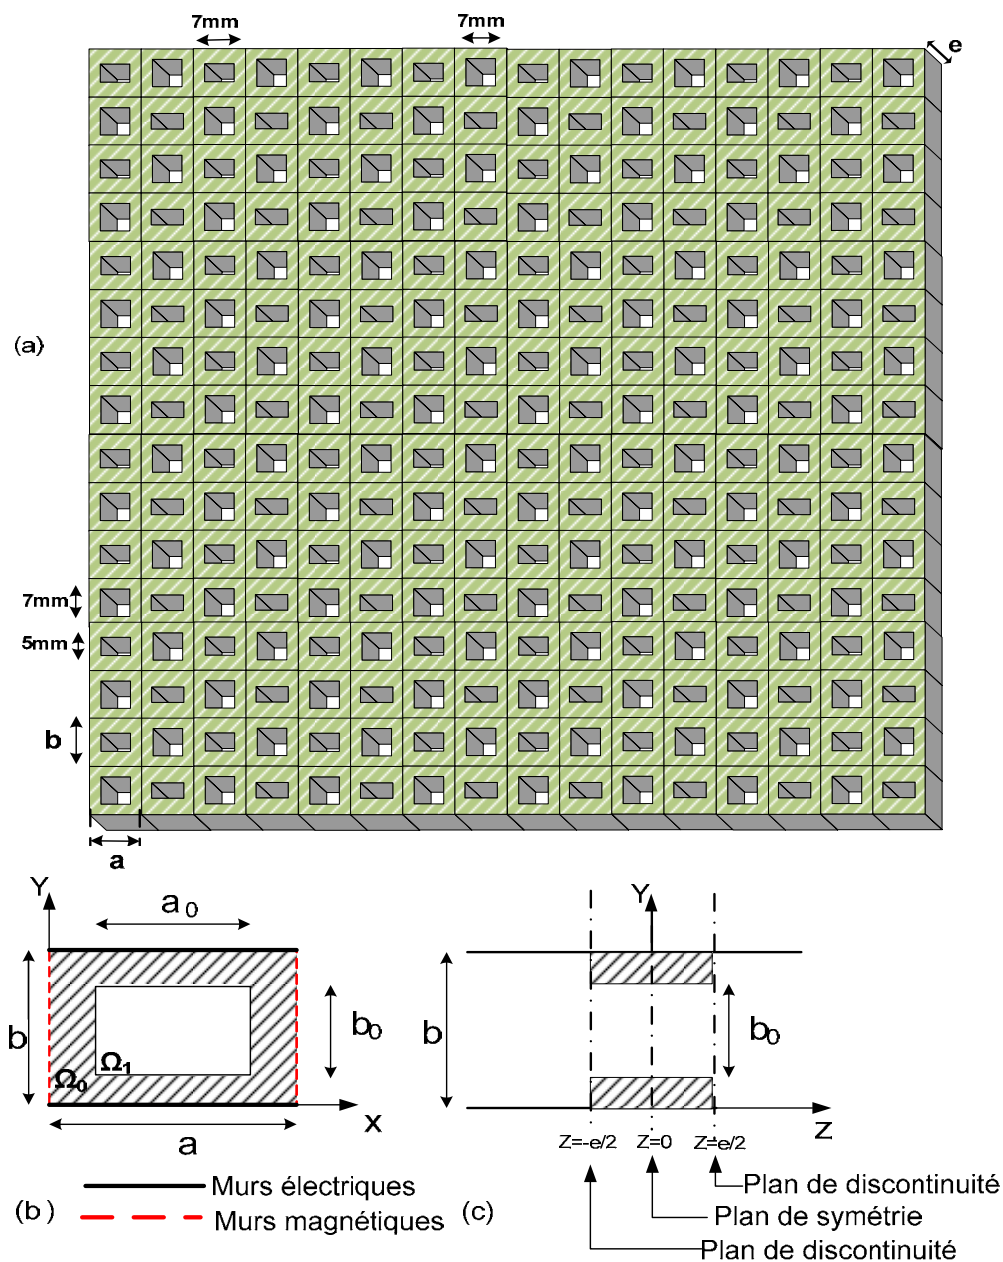 7mm
7mm
e
(a)
7mm
5mm
b
a
Y
a0
b
b0
Ω0
Ω1
X
a
Y
b
b0
Z
Z=-e/2
Z=0
Z=e/2
Murs électriques
(b)
Murs magnétiques
(c)
Plan de discontinuité
Plan de symétrie
Plan de discontinuité